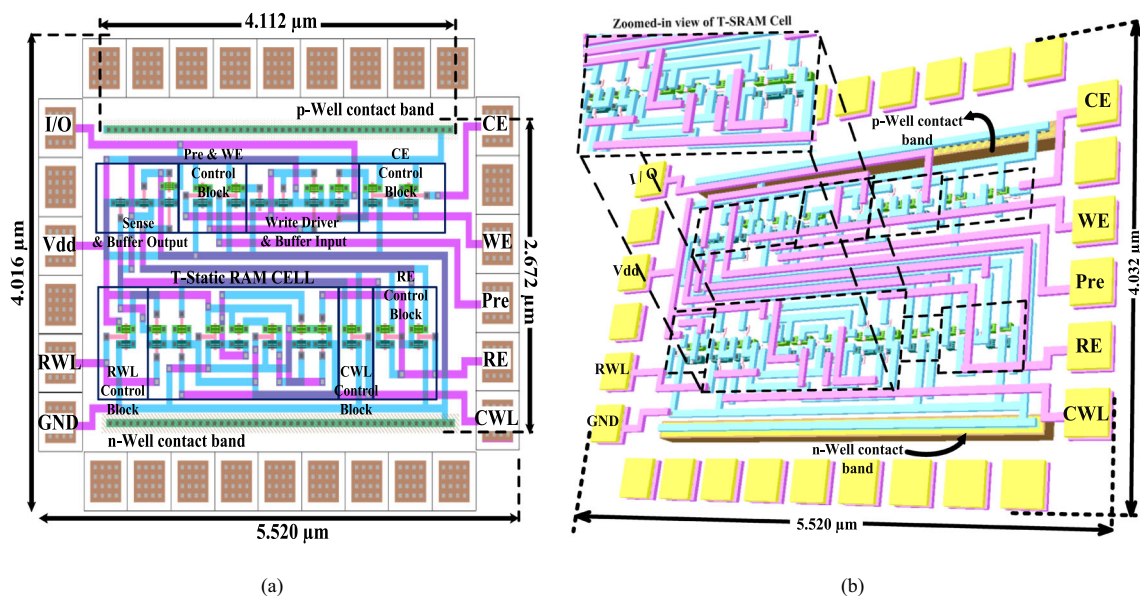 4.112 µm
p-Well contact band
I/O
CE
Pre & WE
Control
Block
CE
Control
Block
Sense
& Buffer Output
Write Driver
& Buffer Input
Vdd
WE
4.016 µm
2.672 µm
T-Static RAM CELL
RE
Control
Block
Pre
RWL
RE
RWL
Control
Block
CWL
Control
Block
GND
CWL
n-Well contact band
5.520 µm
(a)
Zoomed-in view of T-SRAM Cell
CE
p-Well contact
band
I / O
WE
Vdd
Pre
4.032 µm
RE
RWL
CWL
GND
n-Well contact
band
5.520 µm
(b)